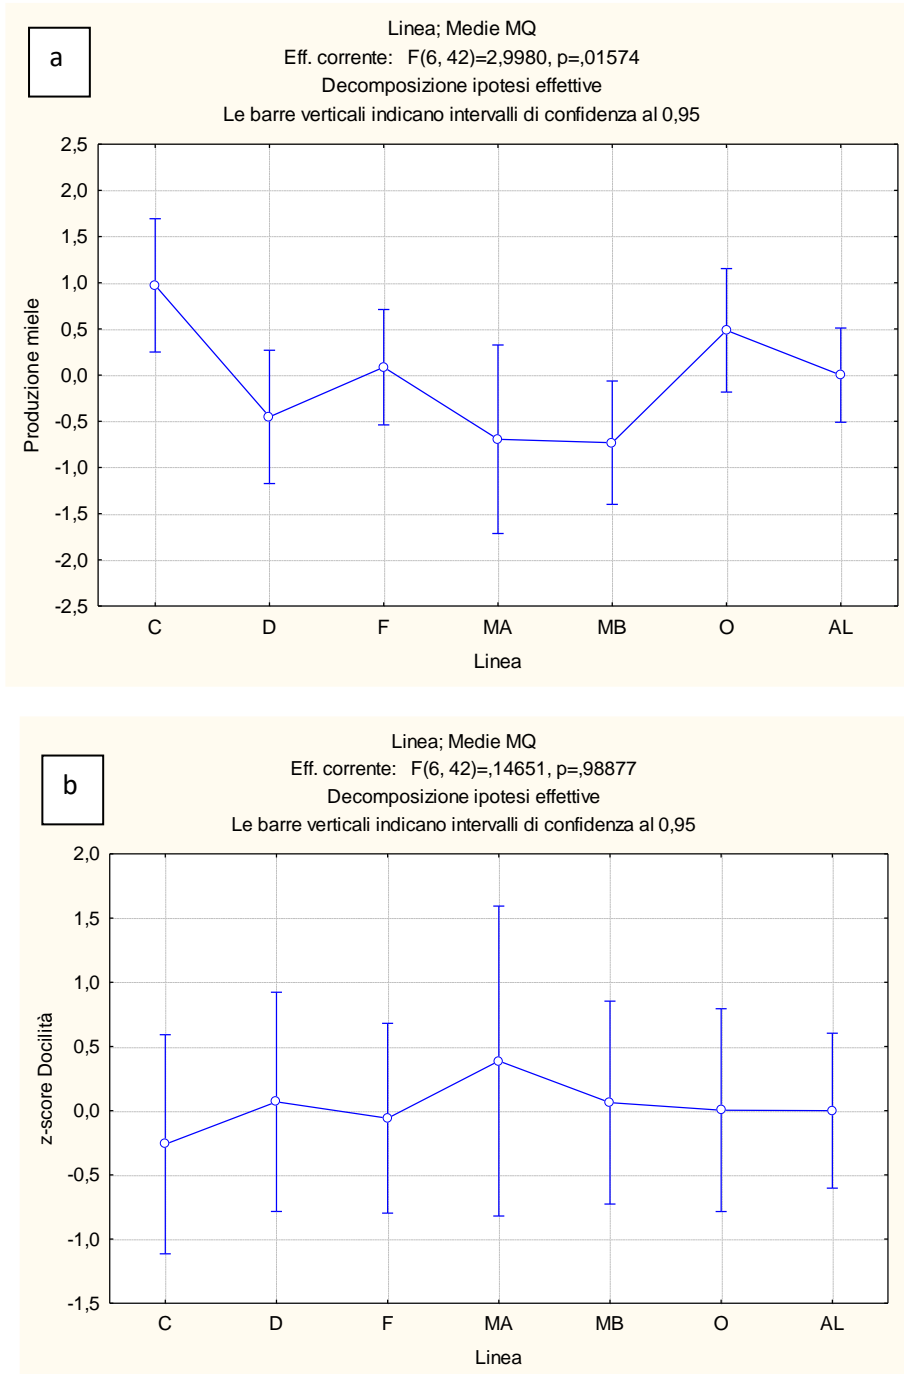 a
Linea; Medie MQ
Eff. corrente: F(6, 42)=2,9980, p=,01574
Decomposizione ipotesi effettive
Le barre verticali indicano intervalli di confidenza al 0,95
2,5
2,0
1,5
1,0
0,5
0,0
-0,5
-1,0
-1,5
-2,0
-2,5
Produzione miele
C D F MA MB O AL
Linea
b
Linea; Medie MQ
Eff. corrente: F(6, 42)=,14651, p=,98877
Decomposizione ipotesi effettive
Le barre verticali indicano intervalli di confidenza al 0,95
2,0
1,5
1,0
0,5
0,0
-0,5
-1,0
-1,5
z-score Docilità
C D F MA MB O AL
Linea